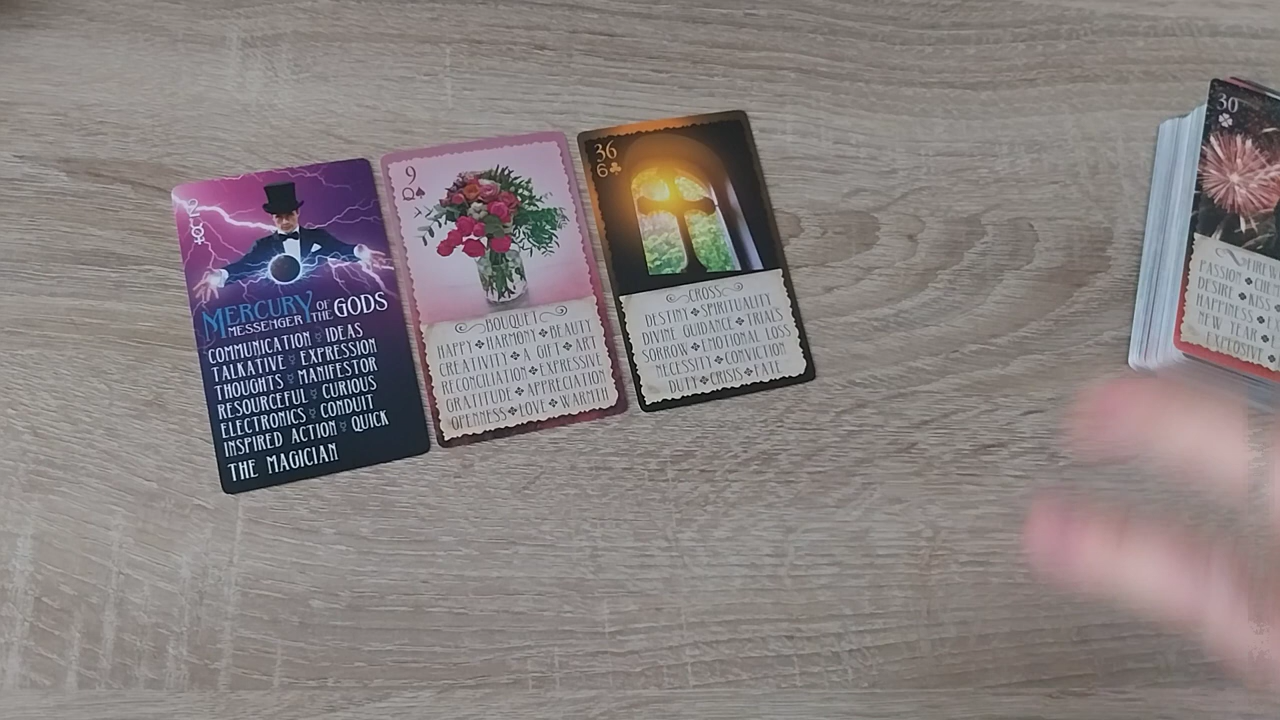 2
MERCURY
MESSENGER OF THE GODS
COMMUNICATION ☿ IDEAS
TALKATIVE ☿ EXPRESSION
THOUGHTS ☿ MANIFESTOR
RESOURCEFUL ☿ CURIOUS
ELECTRONICS ☿ CONDUIT
INSPIRED ACTION ☿ QUICK
THE MAGICIAN
9
Q♠
BOUQUET
HAPPY ❖ HARMONY ❖ BEAUTY
CREATIVITY ❖ A GIFT ❖ ART
RECONCILIATION ❖ EXPRESSIVE
GRATITUDE ❖ APPRECIATION
OPENNESS ❖ LOVE ❖ WARMTH
36
6♣
CROSS
DESTINY ❖ SPIRITUALITY
DIVINE GUIDANCE ❖ TRIALS
SORROW ❖ EMOTIONAL LOSS
NECESSITY ❖ CONVICTION
DUTY ❖ CRISIS ❖ FATE
30
PASSION ❖
DESIRE ❖ KISS
HAPPINESS ❖
NEW YEAR ❖
EXPLOSIVE ❖